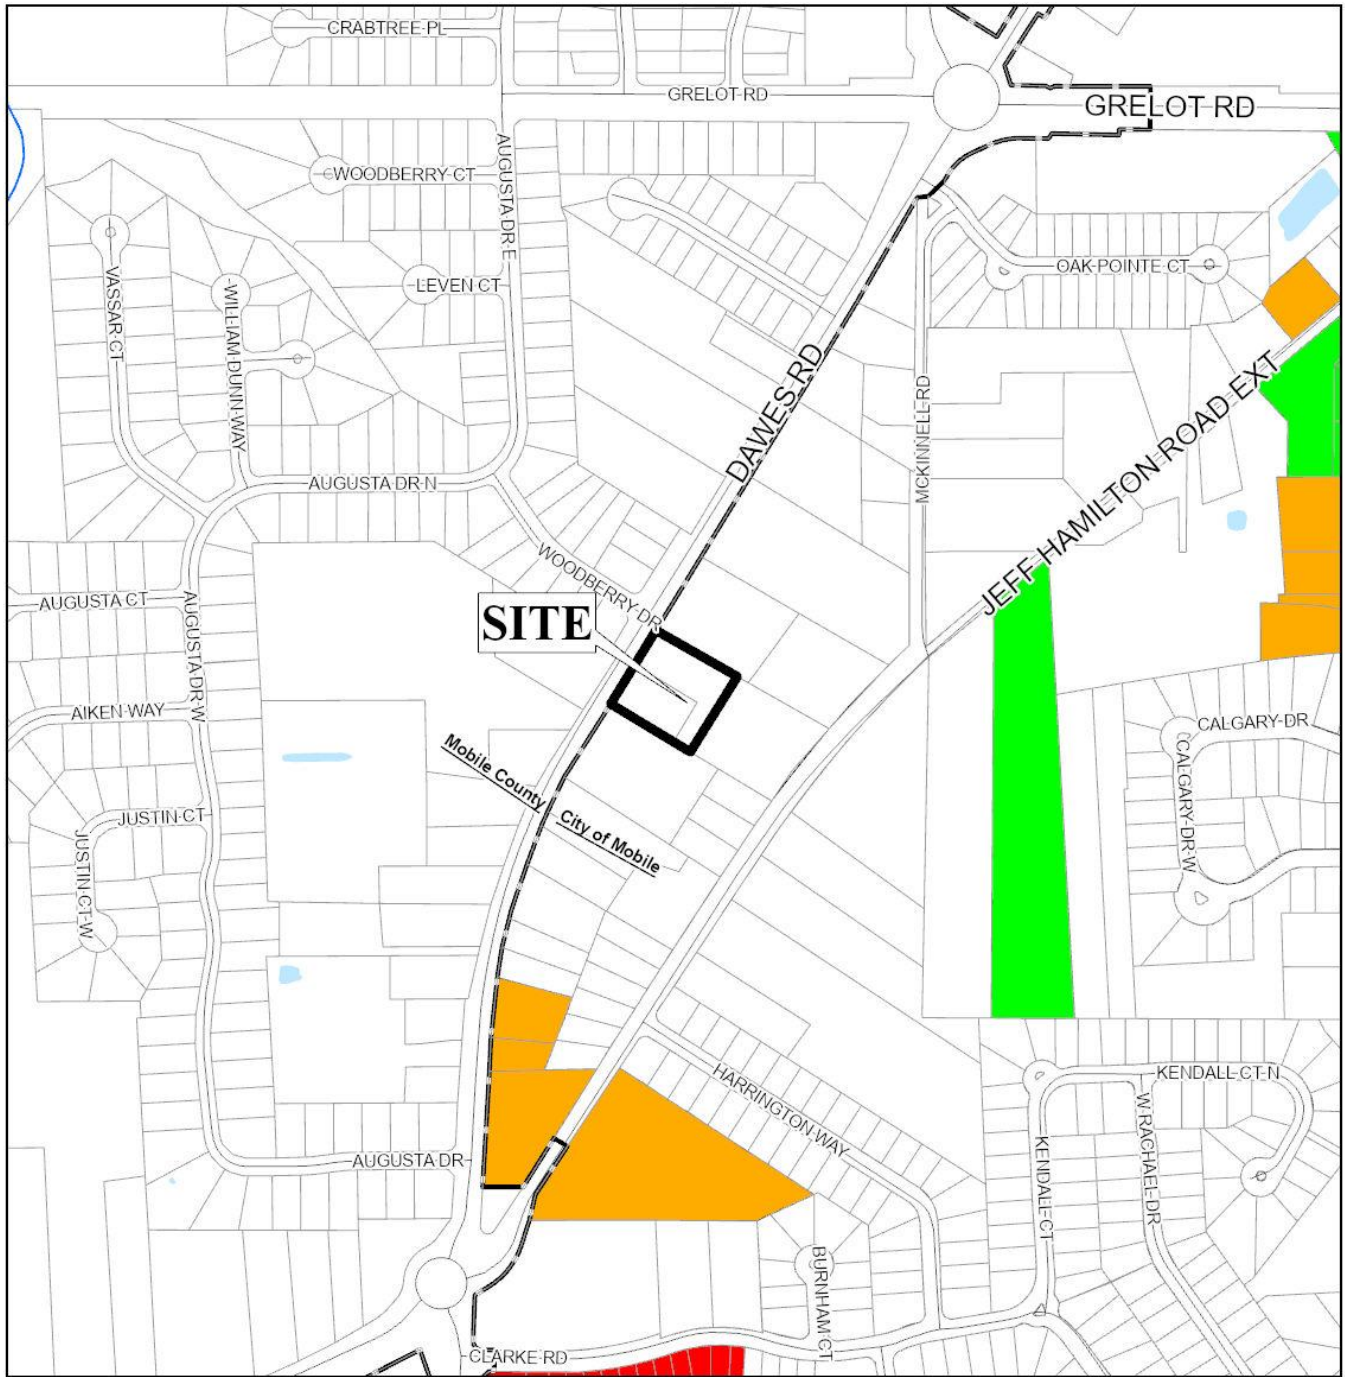 CRABTREE PL
GRELOT RD
GRELOT RD
AUGUSTA DR E
WOODBERRY CT
VASSAR CT
WILLIAM DUNN WAY
LEVEN CT
OAK POINTE CT
DAWES RD
MCKINNELL RD
JEFF HAMILTON ROAD EXT
AUGUSTA DR N
WOODBERRY DR
AUGUSTA CT
AUGUSTA DR W
SITE
AIKEN WAY
CALGARY DR
CALGARY DR W
Mobile County
City of Mobile
JUSTIN CT
JUSTIN CT W
HARRINGTON WAY
KENDALL CT N
KENDALL CT
W RACHAEL DR
AUGUSTA DR
BURNHAM CT
CLARKE RD